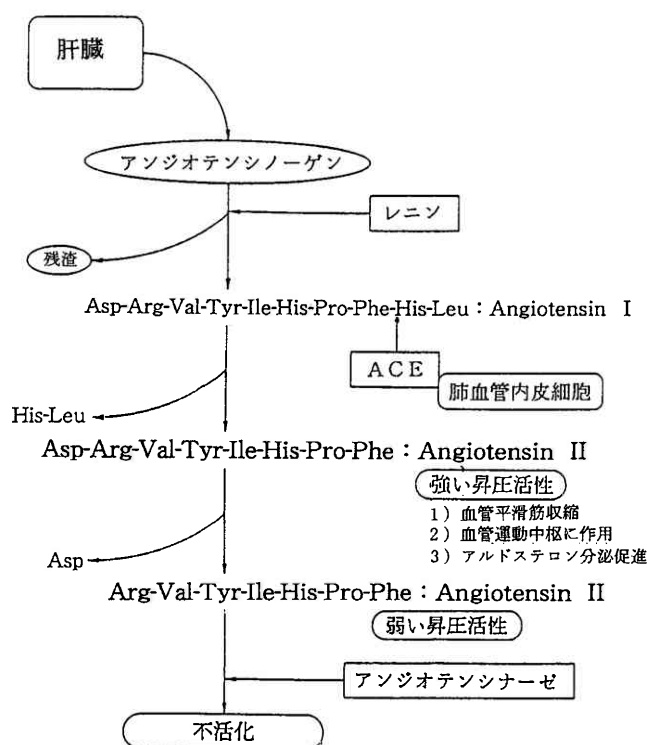 肝臓
アンジオテンシノーゲン
レニン
残渣
Asp-Arg-Val-Tyr-Ile-His-Pro-Phe-His-Leu：Angiotensin Ⅰ
ACE
肺血管内皮細胞
His-Leu
Asp-Arg-Val-Tyr-Ile-His-Pro-Phe：Angiotensin Ⅱ
強い昇圧活性
1）血管平滑筋収縮
2）血管運動中枢に作用
3）アルドステロン分泌促進
Asp
Arg-Val-Tyr-Ile-His-Pro-Phe：Angiotensin Ⅱ
弱い昇圧活性
アンジオテンシナーゼ
不活化